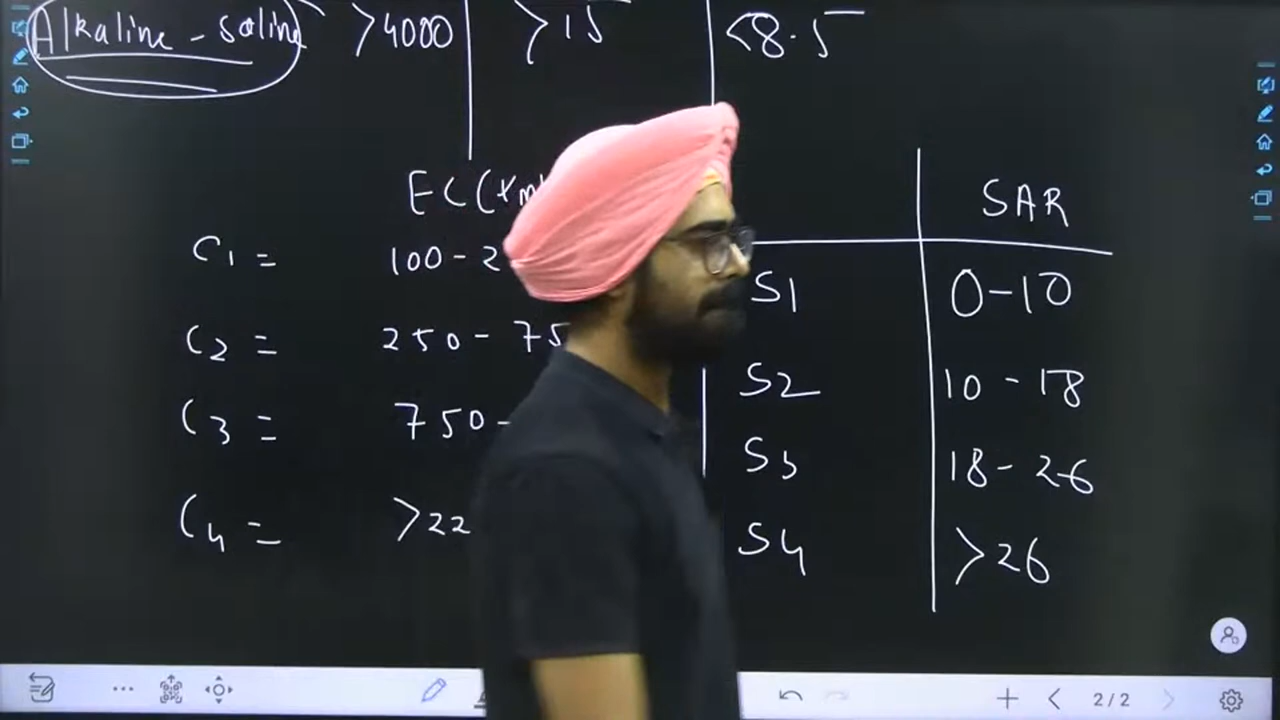 Alkaline - saline >4000 >15 <8.5
EC ( SAR
C1 = 100 - 2 S1 0-10
C2 = 250 - 75 S2 10 - 18
C3 = 750 - S3 18 - 26
C4 = >22 S4 >26
2/2